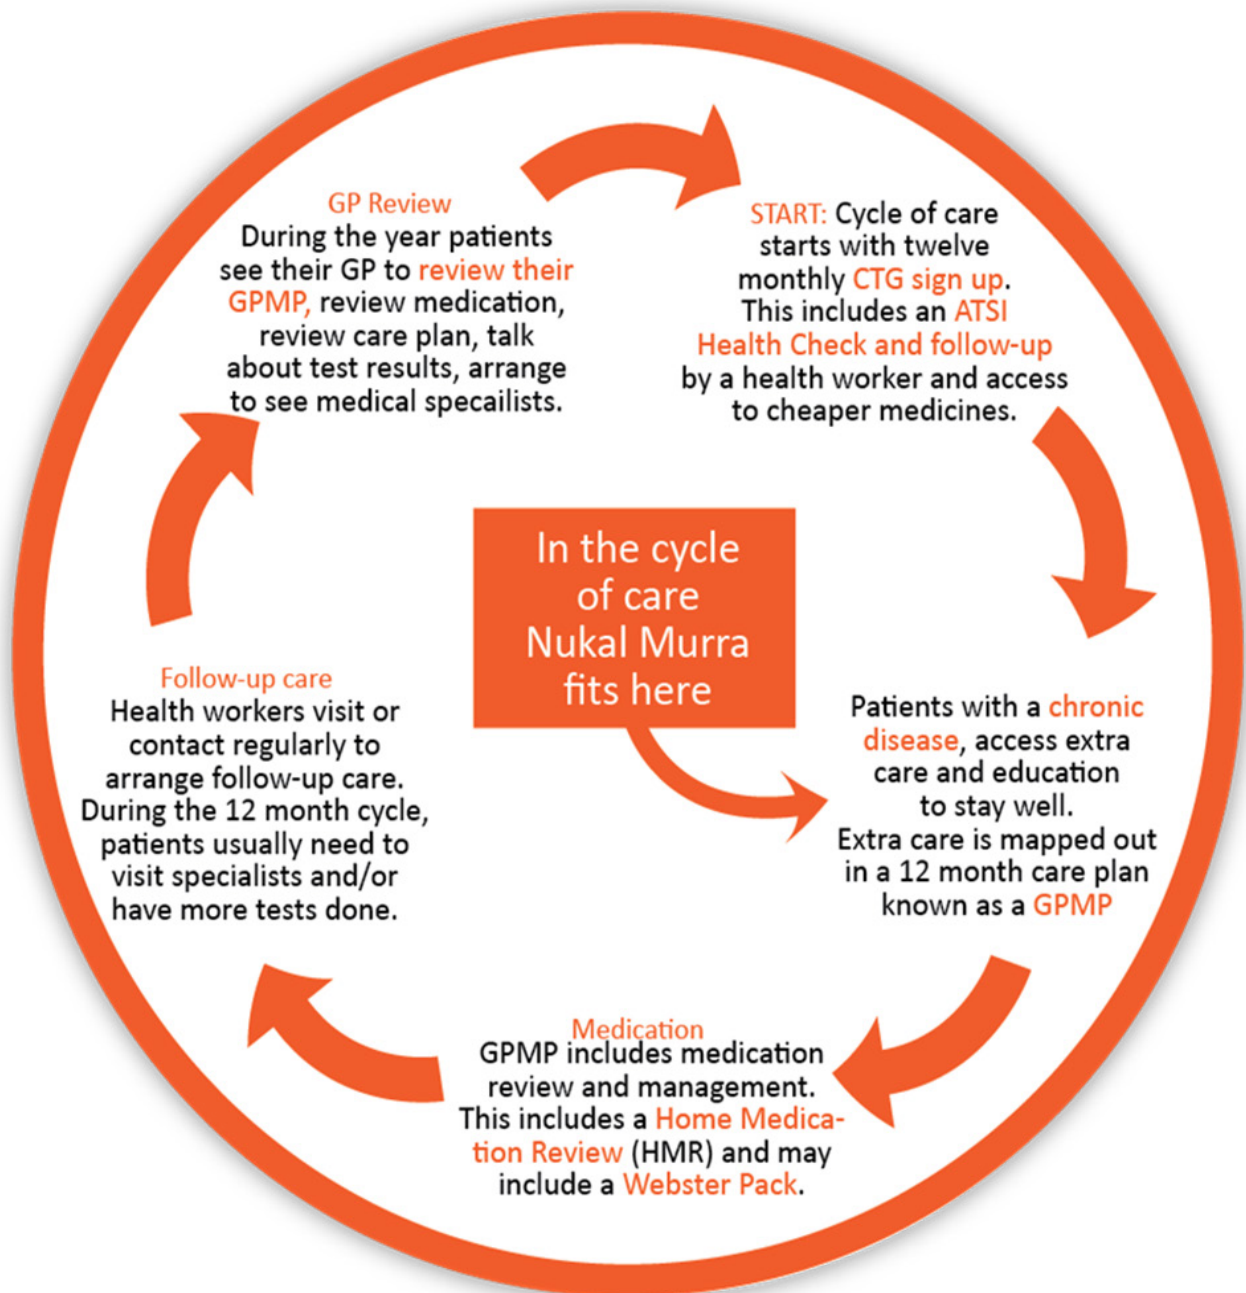 GP Review
During the year patients
see their GP to review their
GPMP, review medication,
review care plan, talk
about test results, arrange
to see medical specailists.
START: Cycle of care
starts with twelve
monthly CTG sign up.
This includes an ATSI
Health Check and follow-up
by a health worker and access
to cheaper medicines.
In the cycle
of care
Nukal Murra
fits here
Patients with a chronic
disease, access extra
care and education
to stay well.
Extra care is mapped out
in a 12 month care plan
known as a GPMP
Medication
GPMP includes medication
review and management.
This includes a Home Medica-
tion Review (HMR) and may
include a Webster Pack.
Follow-up care
Health workers visit or
contact regularly to
arrange follow-up care.
During the 12 month cycle,
patients usually need to
visit specialists and/or
have more tests done.